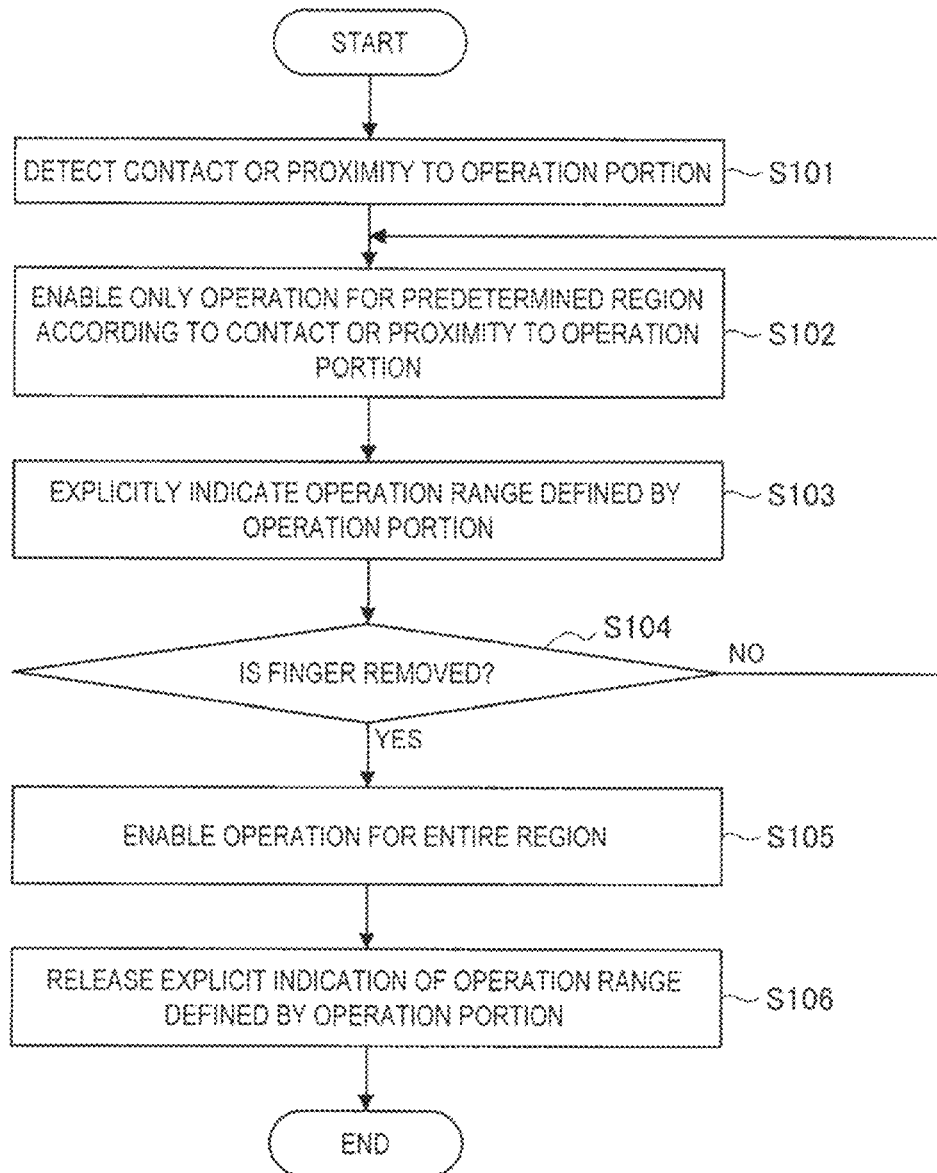 START
DETECT CONTACT OR PROXIMITY TO OPERATION PORTION
S101
ENABLE ONLY OPERATION FOR PREDETERMINED REGION
ACCORDING TO CONTACT OR PROXIMITY TO OPERATION
PORTION
S102
EXPLICITLY INDICATE OPERATION RANGE DEFINED BY
OPERATION PORTION
S103
S104
IS FINGER REMOVED?
NO
YES
ENABLE OPERATION FOR ENTIRE REGION
S105
RELEASE EXPLICIT INDICATION OF OPERATION RANGE
DEFINED BY OPERATION PORTION
S106
END